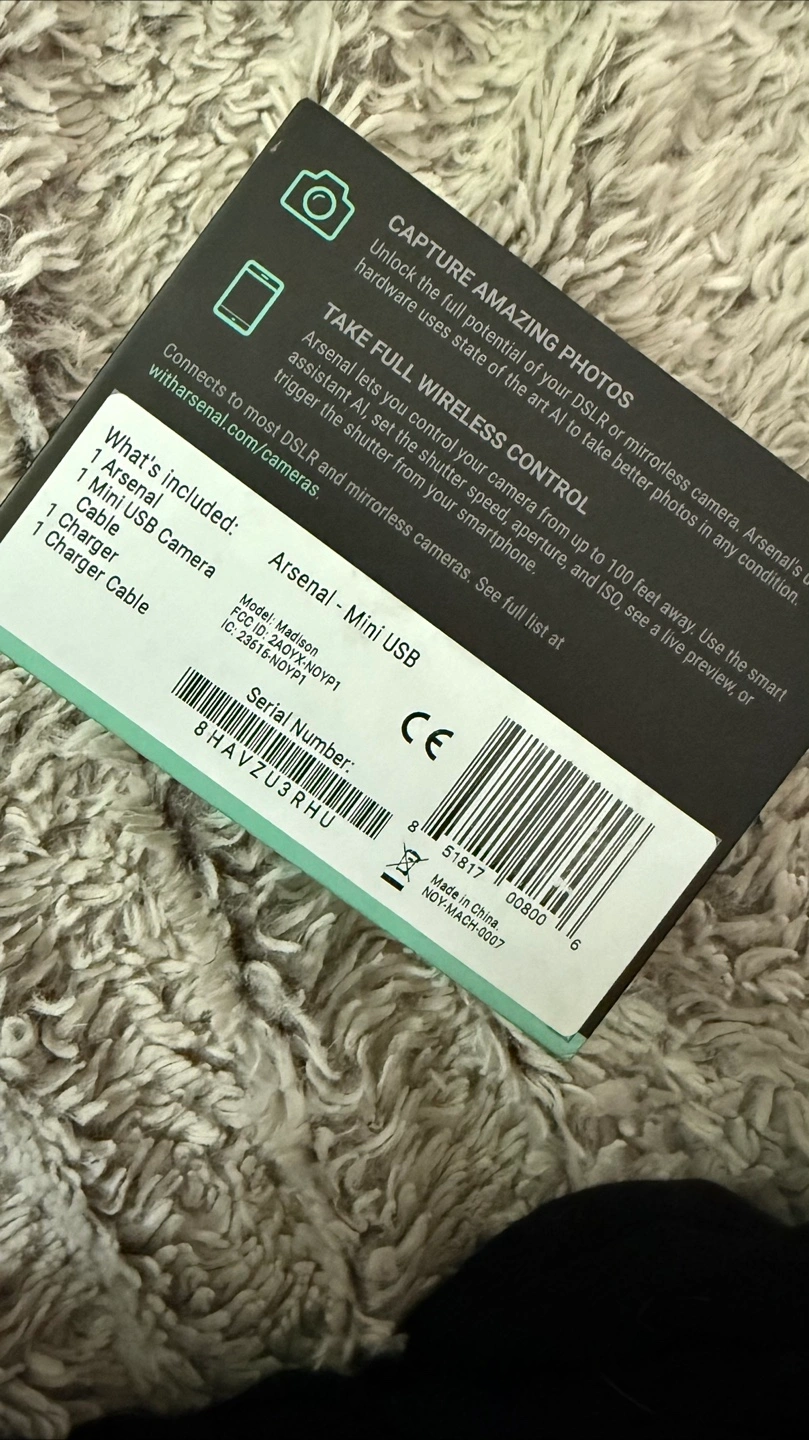 CAPTURE AMAZING PHOTOS
Unlock the full potential of your DSLR or mirrorless camera. Arsenal's
hardware uses state of the art AI to take better photos in any condition.
TAKE FULL WIRELESS CONTROL
Arsenal lets you control your camera from up to 100 feet away. Use the smart
assistant AI, set the shutter speed, aperture, and ISO, see a live preview, or
trigger the shutter from your smartphone.
Connects to most DSLR and mirrorless cameras. See full list at
witharsenal.com/cameras.
What's included:
1 Arsenal
1 Mini USB Camera
Cable
1 Charger
1 Charger Cable
Arsenal - Mini USB
Model: Madison
FCC ID: 2AOYX-NOYP1
IC: 23615-NOYP1
Serial Number:
8HAVZU3RHU
CE
8 51817 00800 6
Made in China.
NOY-MACH-0007